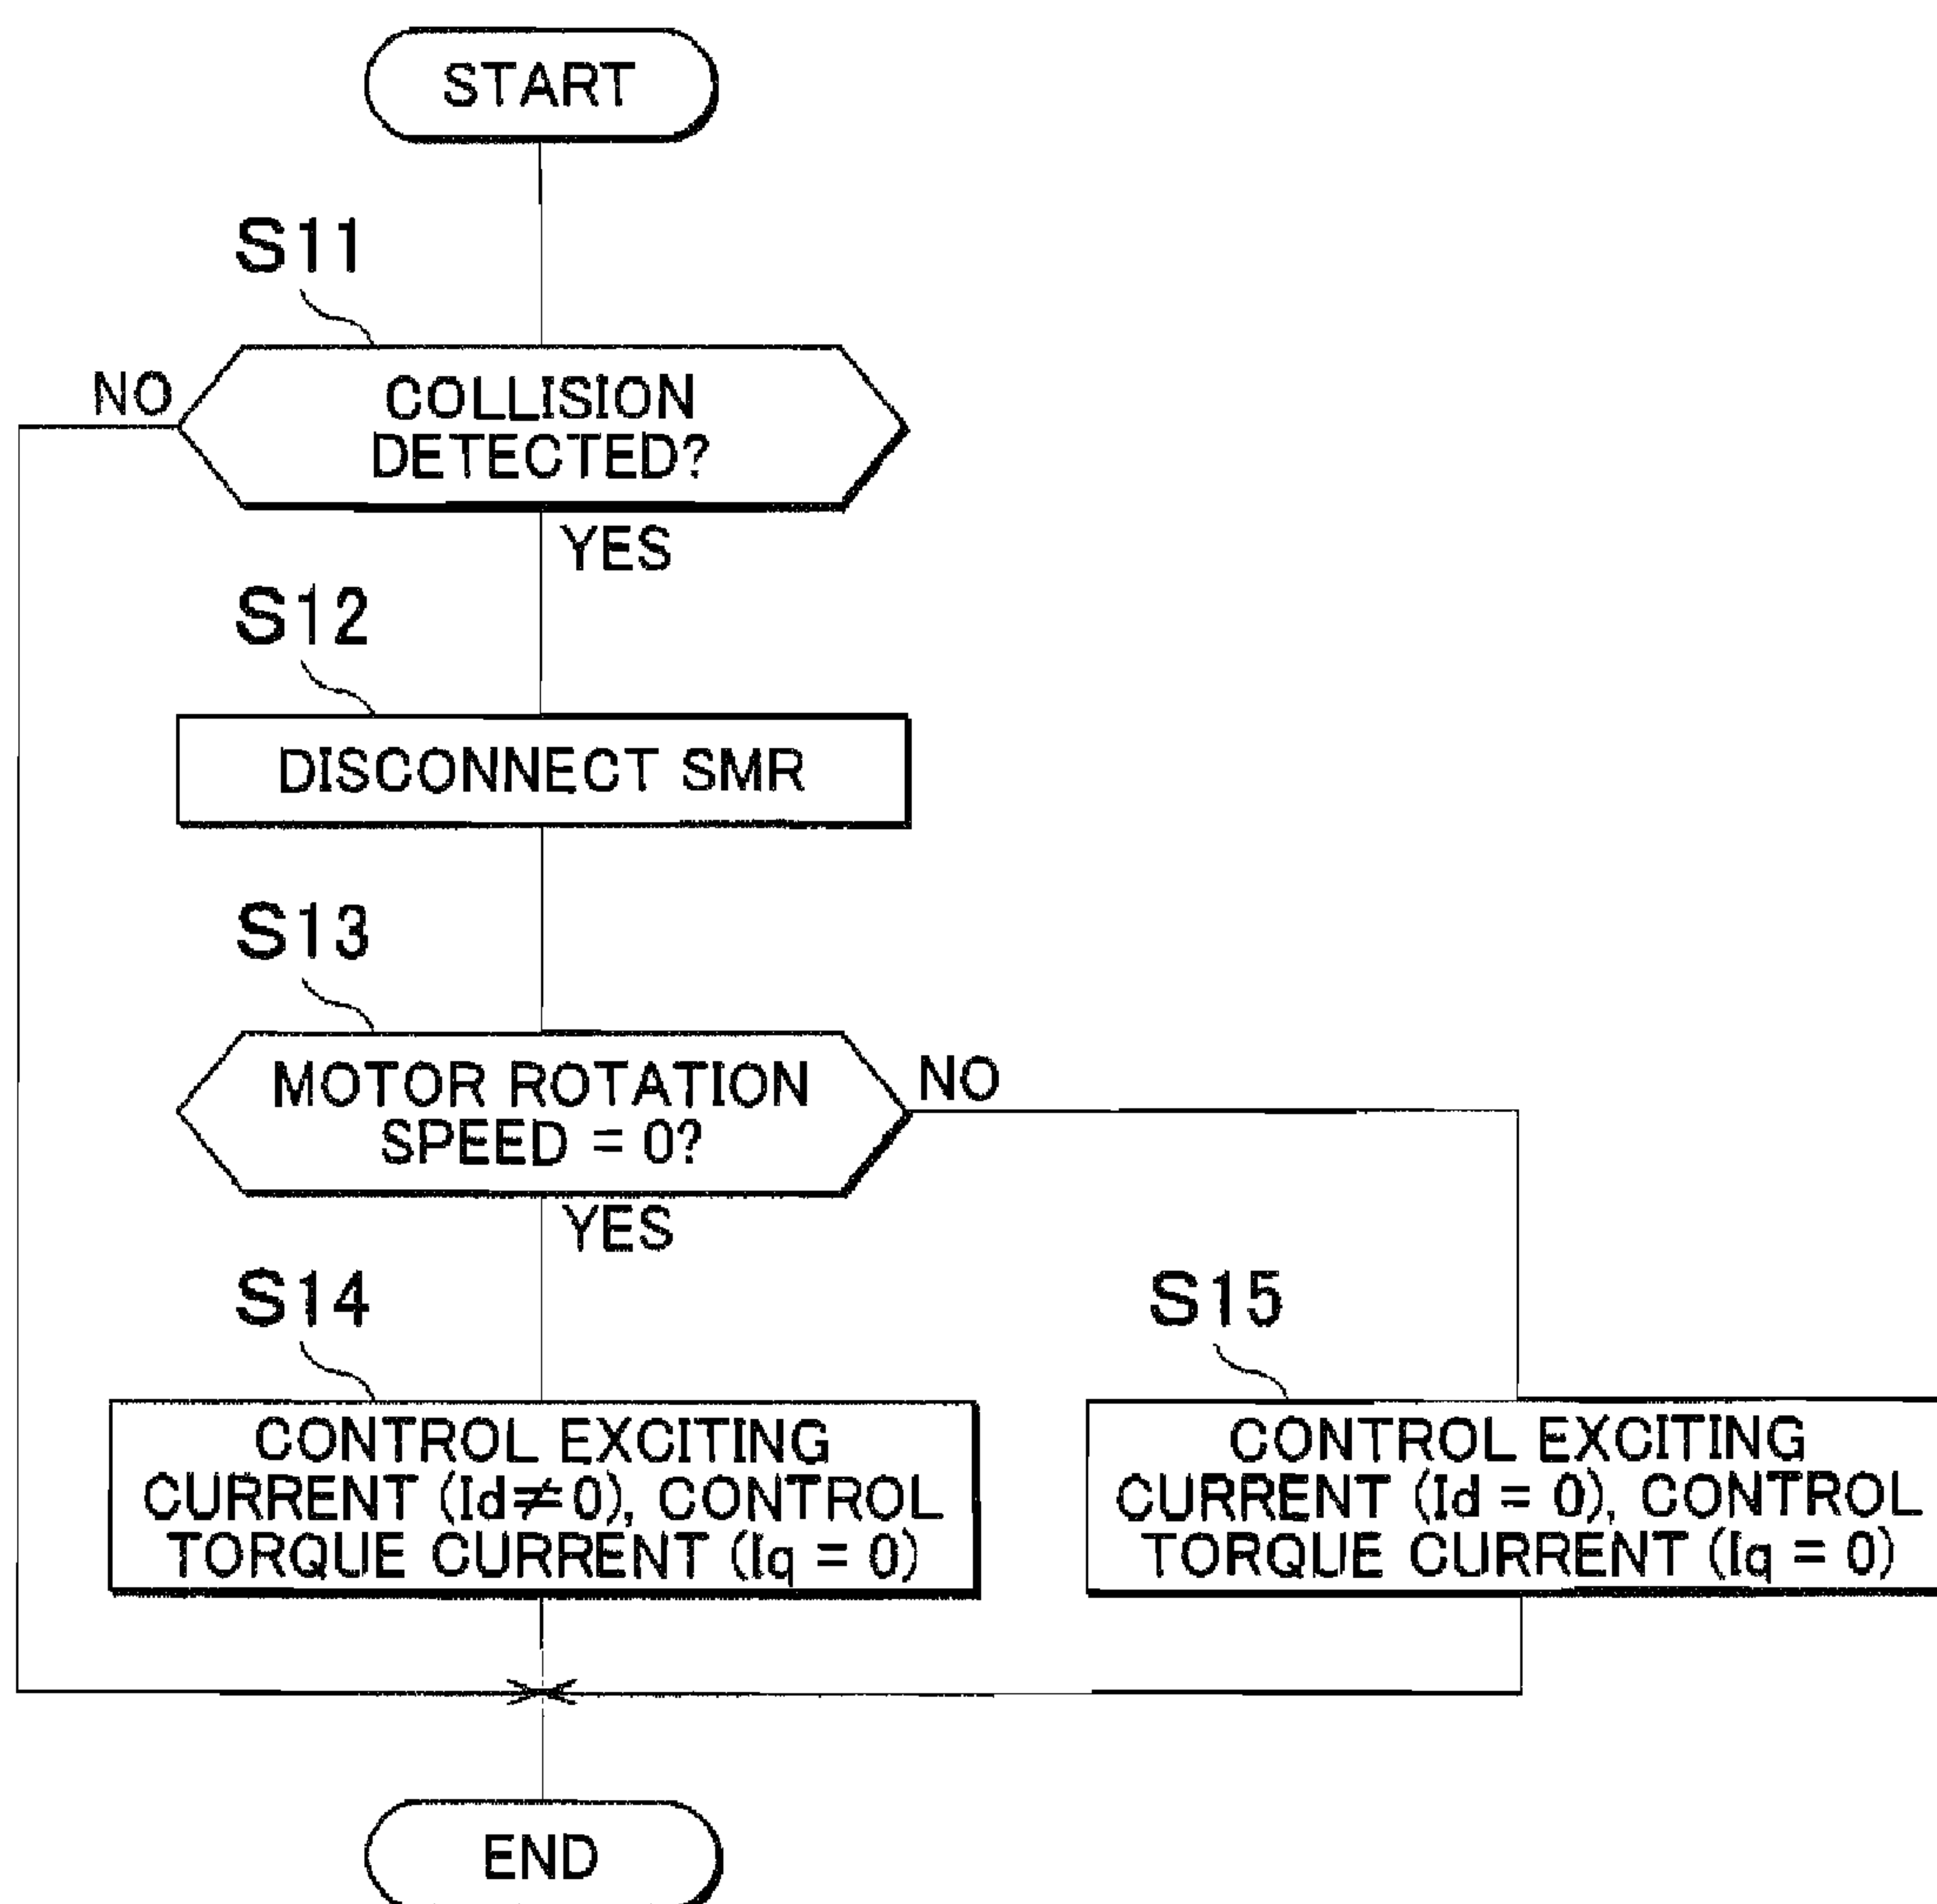 START
S11
NO
COLLISION
DETECTED?
YES
S12
DISCONNECT SMR
S13
MOTOR ROTATION
SPEED = 0?
NO
YES
S14
CONTROL EXCITING
CURRENT (Id≠0), CONTROL
TORQUE CURRENT (Iq = 0)
S15
CONTROL EXCITING
CURRENT (Id = 0), CONTROL
TORQUE CURRENT (Iq = 0)
END